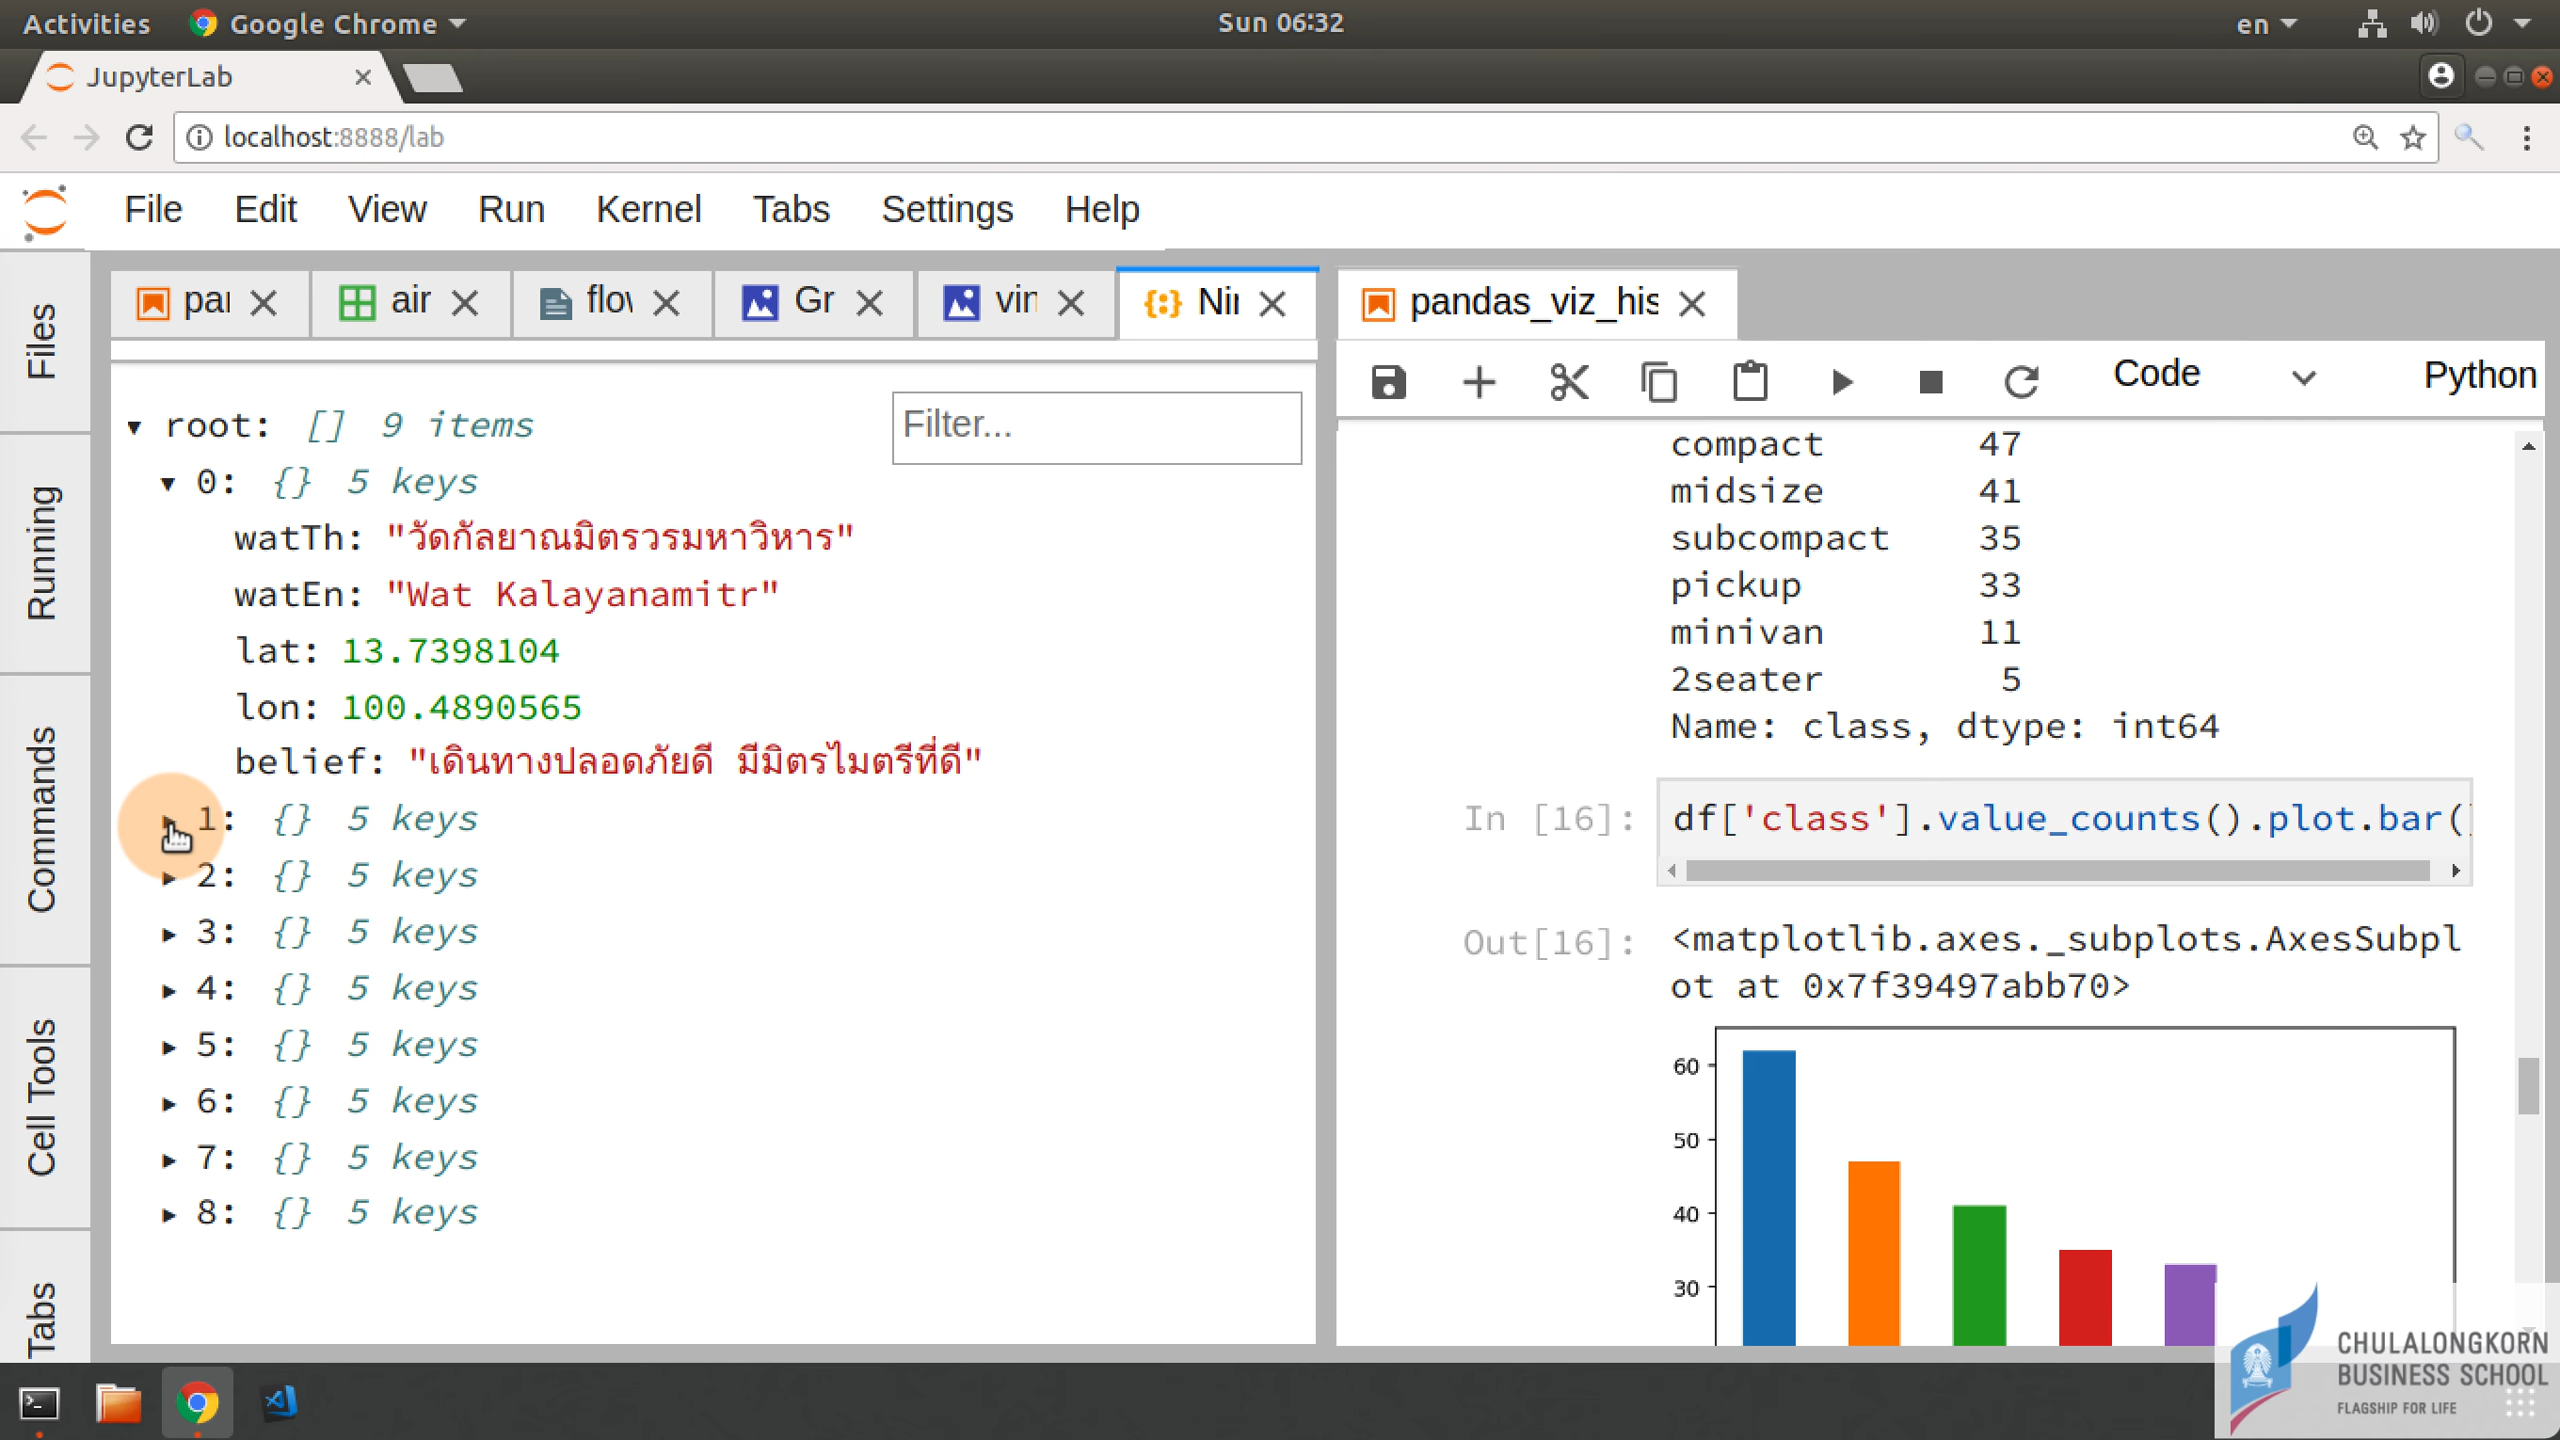 Activities Google Chrome Sun 06:32 en
JupyterLab
localhost:8888/lab
File Edit View Run Kernel Tabs Settings Help
Files
Running
Commands
Cell Tools
Tabs
air
Gr
pandas_viz_his
Code Python
root: [] 9 items
Filter...
0: {} 5 keys
watTh: "วัดกัลยาณมิตรวรมหาวิหาร"
watEn: "Wat Kalayanamitr"
lat: 13.7398104
lon: 100.4890565
belief: "เดินทางปลอดภัยดี มีมิตรไมตรีที่ดี"
1: {} 5 keys
2: {} 5 keys
3: {} 5 keys
4: {} 5 keys
5: {} 5 keys
6: {} 5 keys
7: {} 5 keys
8: {} 5 keys
compact 47
midsize 41
subcompact 35
pickup 33
minivan 11
2seater 5
Name: class, dtype: int64
In [16]: df['class'].value_counts().plot.bar(
Out[16]: <matplotlib.axes._subplots.AxesSubpl
ot at 0x7f39497abb70>
60
50
40
30
CHULALONGKORN
BUSINESS SCHOOL
FLAGSHIP FOR LIFE